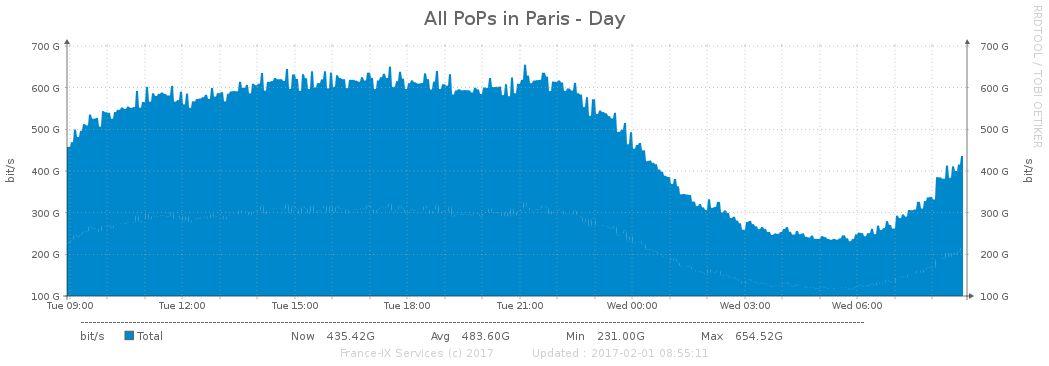 All PoPs in Paris - Day
RRDTOOL / TOBI OETIKER
700 G 700 G
600 G 600 G
500 G 500 G
400 G 400 G
300 G 300 G
200 G 200 G
100 G 100 G
bit/s bit/s
Tue 09:00 Tue 12:00 Tue 15:00 Tue 18:00 Tue 21:00 Wed 00:00 Wed 03:00 Wed 06:00
bit/s Total Now 435.42G Avg 483.60G Min 231.00G Max 654.52G
France-IX Services (c) 2017 Updated : 2017-02-01 08:55:11